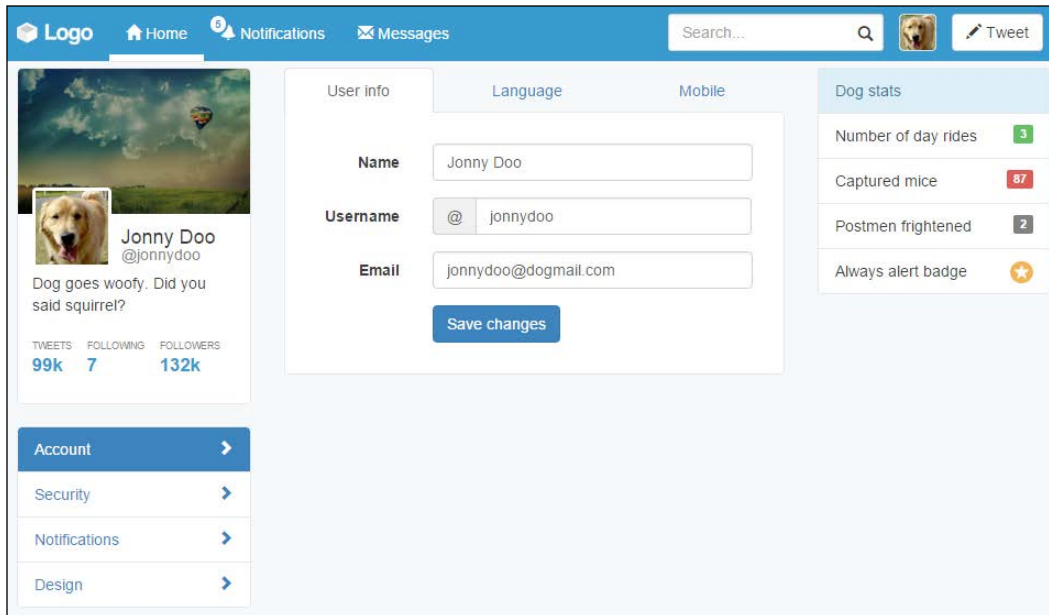 Logo
Home
5
Notifications
Messages
Search...
Tweet
Jonny Doo
@jonnydoo
Dog goes woofy. Did you
said squirrel?
TWEETS FOLLOWING FOLLOWERS
99k 7 132k
Account
Security
Notifications
Design
User info Language Mobile
Name Jonny Doo
Username @ jonnydoo
Email jonnydoo@dogmail.com
Save changes
Dog stats
Number of day rides 3
Captured mice 87
Postmen frightened 2
Always alert badge